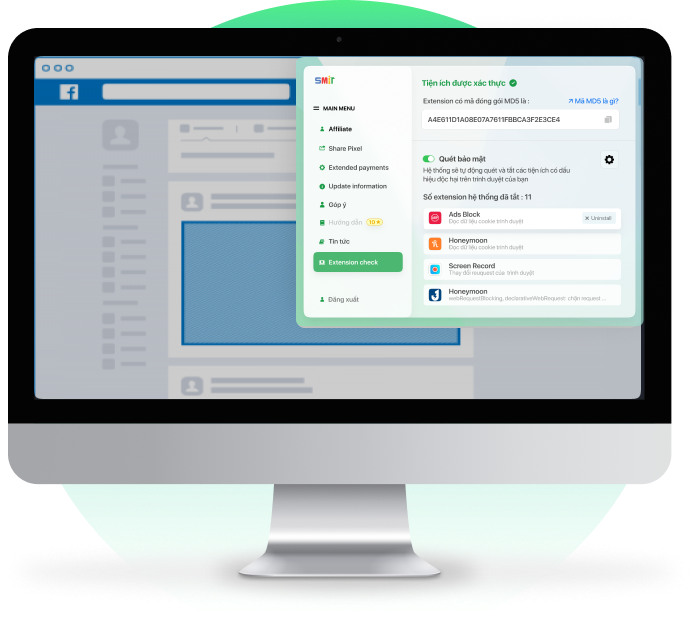 SMIT
MAIN MENU
Affiliate
Share Pixel
Extended payments
Update information
Góp ý
Hướng dẫn
10
Tin tức
Extension check
Đăng xuất
Tiện ích được xác thực
Extension có mã đóng gói MD5 là :
Mã MD5 là gì?
A4E611D1A08E07A7611FBBCA3F2E3CE4
Quét bảo mật
Hệ thống sẽ tự động quét và tắt các tiện ích có dấu
hiệu độc hại trên trình duyệt của bạn
Số extension hệ thống đã tắt : 11
Ads Block
Đọc dữ liệu cookie trình duyệt
Uninstall
Honeymoon
Đọc dữ liệu cookie trình duyệt
Screen Record
Thay đổi reuquest của trình duyệt
Honeymoon
webRequestBlocking, declarativeWebRequest: chặn request ...